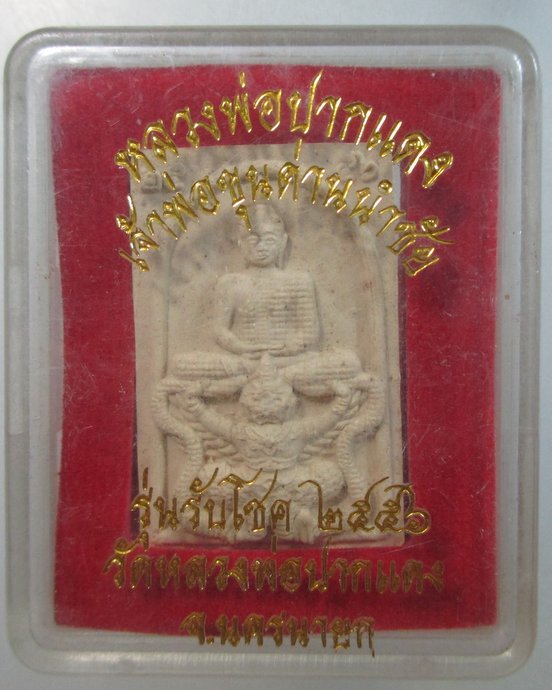 หลวงพ่อปากแดง
เจ้าพ่อขุนด่านนำชัย
รุ่นรับโชค ๒๕๕๖
วัดหลวงพ่อปากแดง
จ.นครนายก